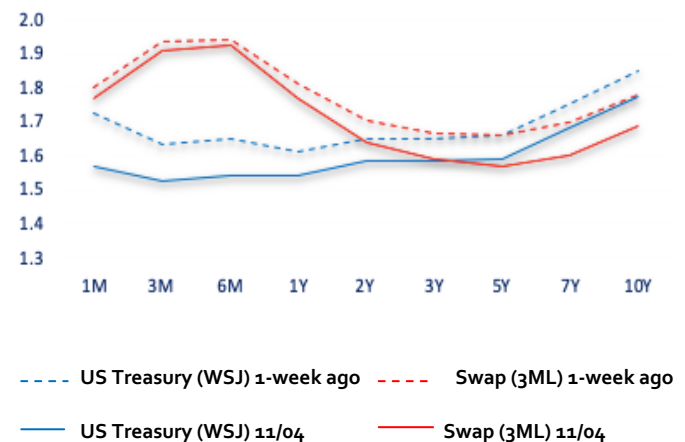 2.0
1.9
1.8
1.7
1.6
1.5
1.4
1.3
1M 3M 6M 1Y 2Y 3Y 5Y 7Y 10Y
US Treasury (WSJ) 1-week ago Swap (3ML) 1-week ago
US Treasury (WSJ) 11/04 Swap (3ML) 11/04